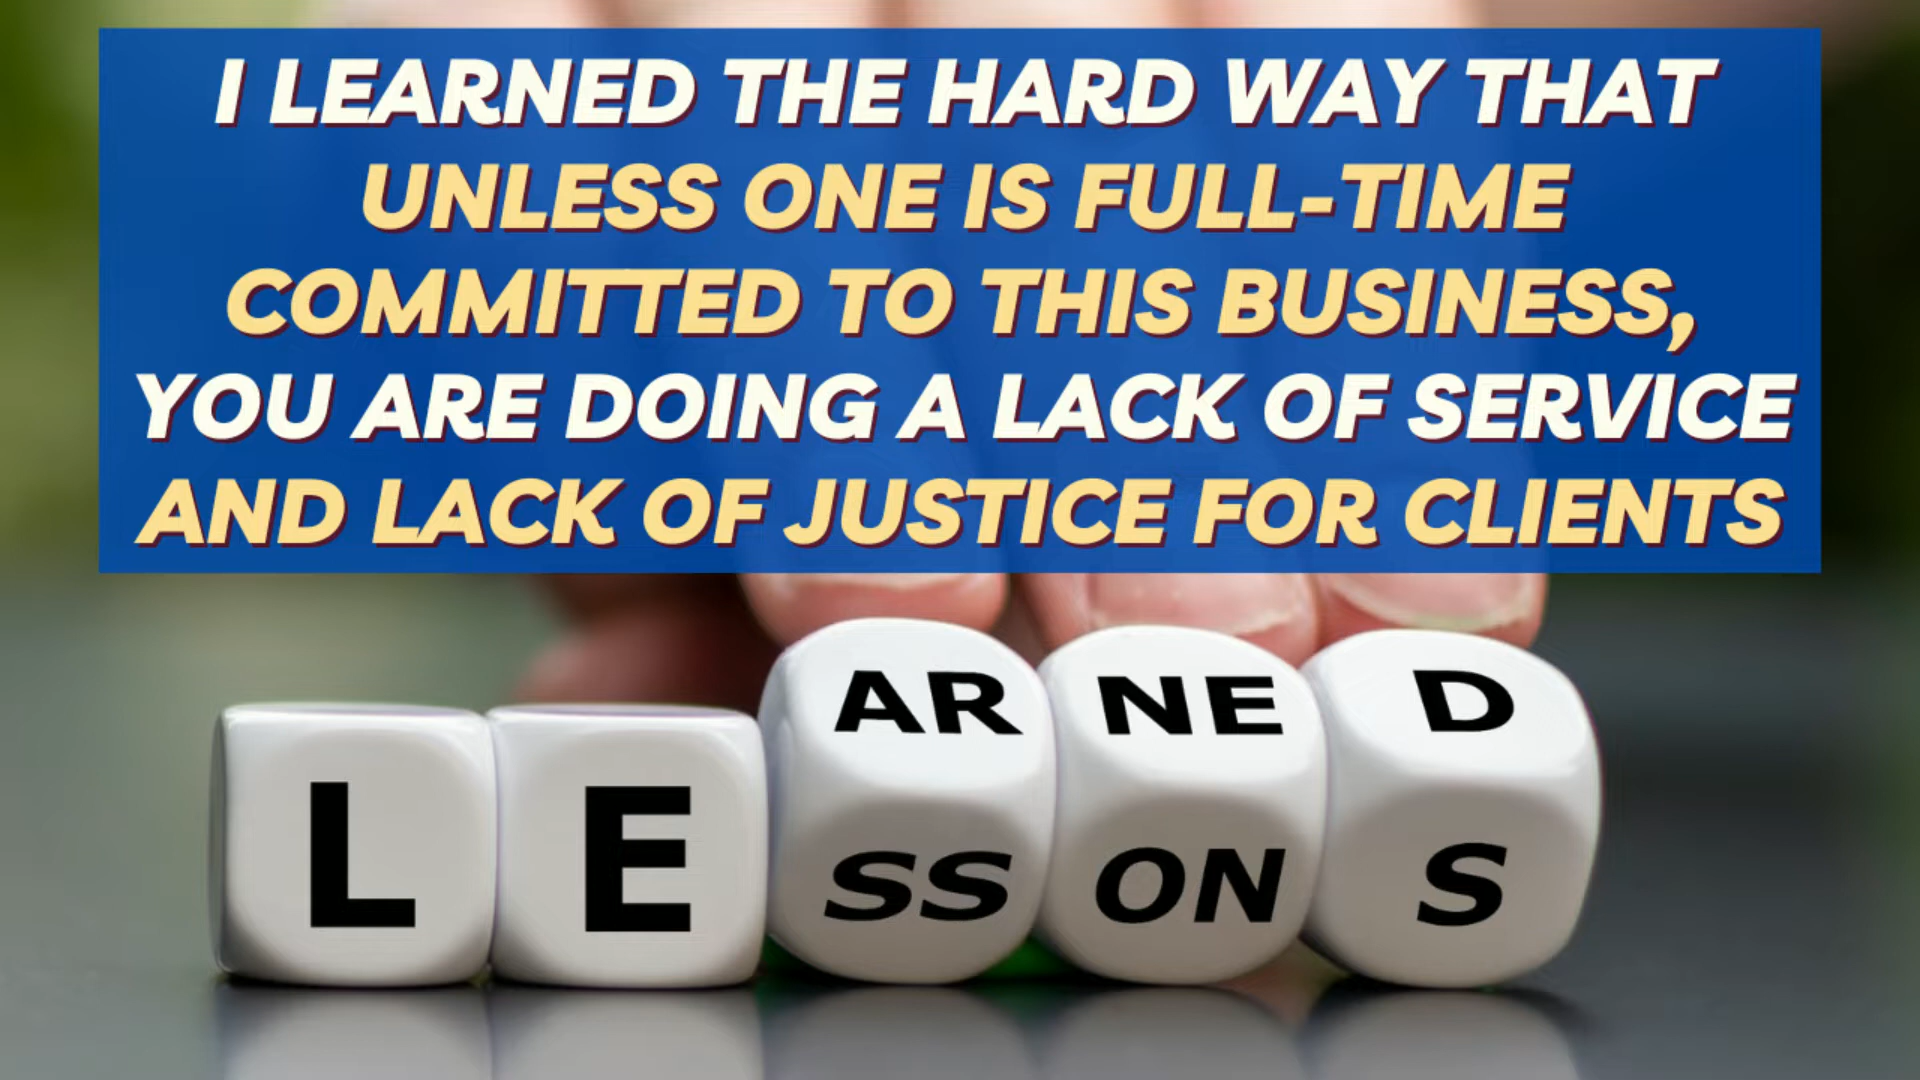 I LEARNED THE HARD WAY THAT
UNLESS ONE IS FULL-TIME
COMMITTED TO THIS BUSINESS,
YOU ARE DOING A LACK OF SERVICE
AND LACK OF JUSTICE FOR CLIENTS
AR NE D
L E SS ON S